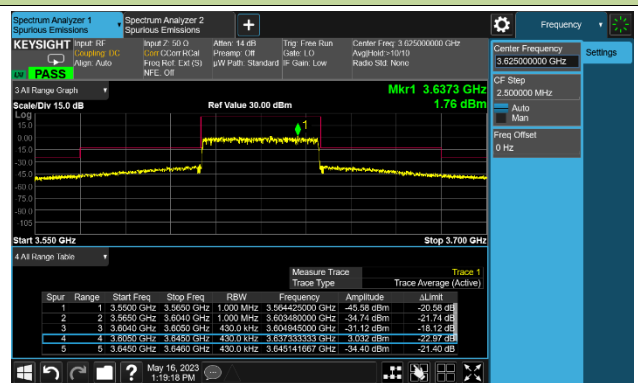 Spectrum Analyzer 1
Spurious Emissions
Spectrum Analyzer 2
Spurious Emissions
Frequency
KEYSIGHT
Input: RF
Coupling: DC
Align: Auto
Input Z: 50 Ω
Corr CCorr RCal
Freq Ref: Ext (S)
NFE: Off
Atten: 14 dB
Preamp: Off
µW Path: Standard
Trig: Free Run
Gate: LO
IF Gain: Low
Center Freq: 3.625000000 GHz
Avg|Hold:>10/10
Radio Std: None
PASS
Center Frequency
3.625000000 GHz
Settings
CF Step
2.500000 MHz
Auto
Man
Freq Offset
0 Hz
3 All Range Graph
Mkr1 3.6373 GHz
Scale/Div 15.0 dB
Ref Value 30.00 dBm
1.76 dBm
Log
15.0
0.00
-15.0
-30.0
-45.0
-60.0
-75.0
-90.0
-105
1
Start 3.550 GHz
Stop 3.700 GHz
4 All Range Table
Measure Trace Trace 1
Trace Type Trace Average (Active)
Spur Range Start Freq Stop Freq RBW Frequency Amplitude ΔLimit
1 1 3.5500 GHz 3.5650 GHz 1.000 MHz 3.564425000 GHz -45.58 dBm -20.58 dB
2 2 3.5650 GHz 3.6040 GHz 1.000 MHz 3.603480000 GHz -34.74 dBm -21.74 dB
3 3 3.6040 GHz 3.6050 GHz 430.0 kHz 3.604945000 GHz -31.12 dBm -18.12 dB
4 4 3.6050 GHz 3.6450 GHz 430.0 kHz 3.637333333 GHz 3.032 dBm -22.97 dB
5 5 3.6450 GHz 3.6460 GHz 430.0 kHz 3.645141667 GHz -34.40 dBm -21.40 dB
May 16, 2023
1:19:18 PM